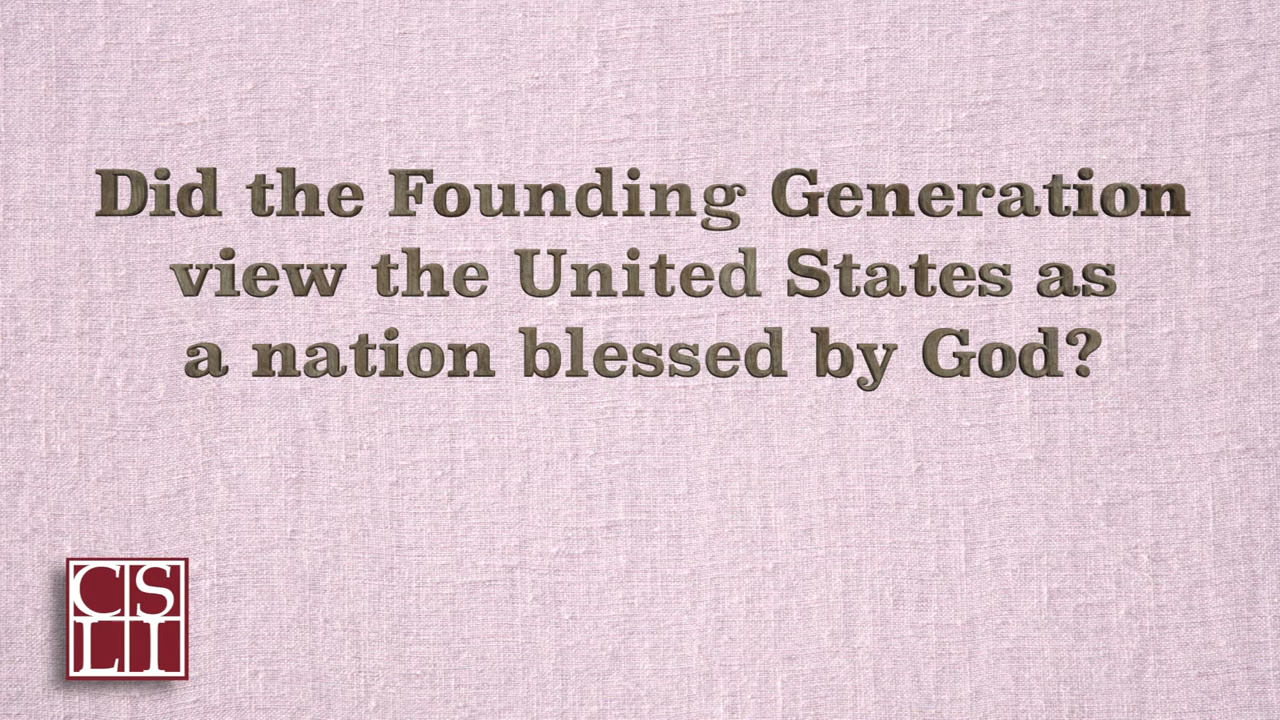 Did the Founding Generation
view the United States as
a nation blessed by God?
CS
LI